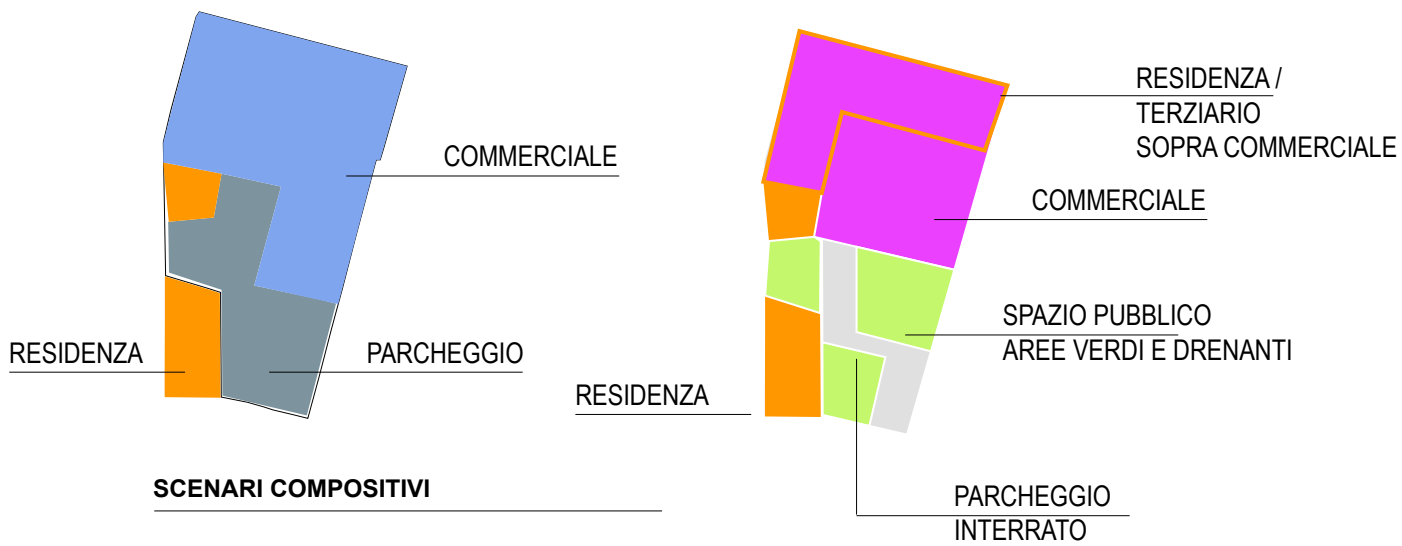 COMMERCIALE
RESIDENZA
PARCHEGGIO
SCENARI COMPOSITIVI
RESIDENZA /
TERZIARIO
SOPRA COMMERCIALE
COMMERCIALE
SPAZIO PUBBLICO
AREE VERDI E DRENANTI
RESIDENZA
PARCHEGGIO
INTERRATO